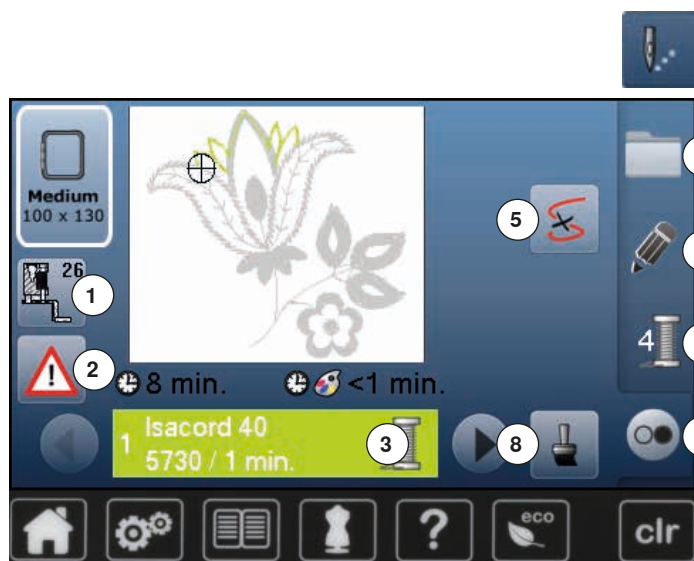 Medium
100 x 130
26
1
2
5
4
8 min.
<1 min.
1
Isacord 40
5730 / 1 min.
3
8
?
eco
clr